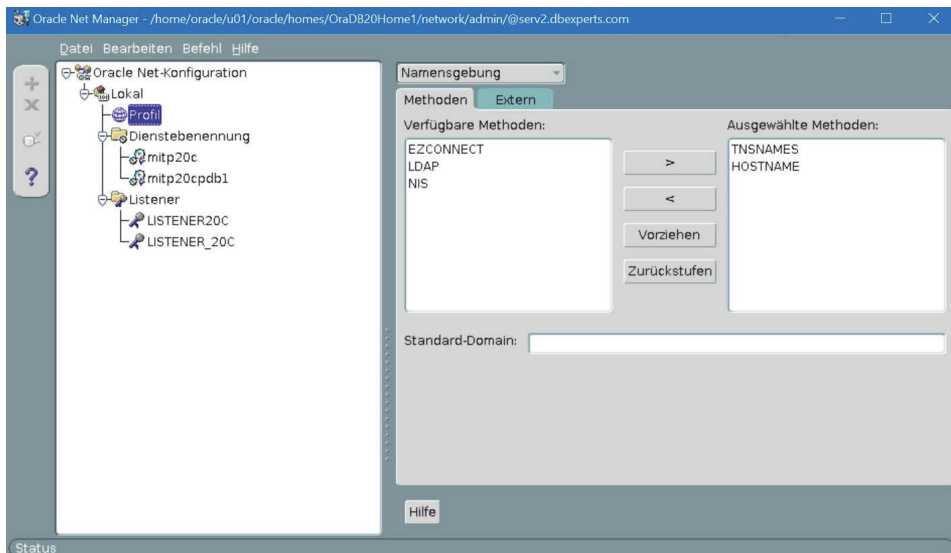 Oracle Net Manager - /home/oracle/u01/oracle/homes/OraDB20Home1/network/admin/@serv2.dbexperts.com
Datei Bearbeiten Befehl Hilfe
Oracle Net-Konfiguration
Lokal
Profil
Dienstebenennung
mitp20c
mitp20cpdb1
Listener
LISTENER20C
LISTENER_20C
Namensgebung
Methoden Extern
Verfügbare Methoden:
EZCONNECT
LDAP
NIS
>
<
Vorziehen
Zurückstufen
Ausgewählte Methoden:
TNSNAMES
HOSTNAME
Standard-Domain:
Hilfe
Status